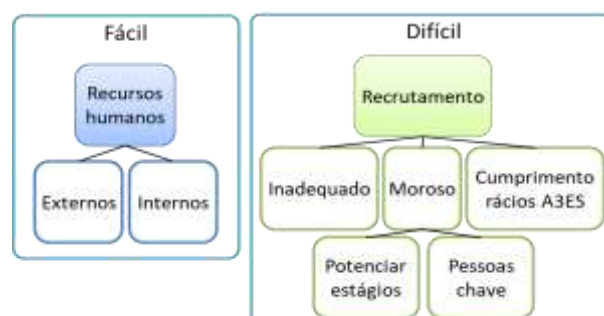 Fácil
Recursos
humanos
Externos
Internos
Difícil
Recrutamento
Inadequado
Moroso
Cumprimento
rácios A3ES
Potenciar
estágios
Pessoas
chave